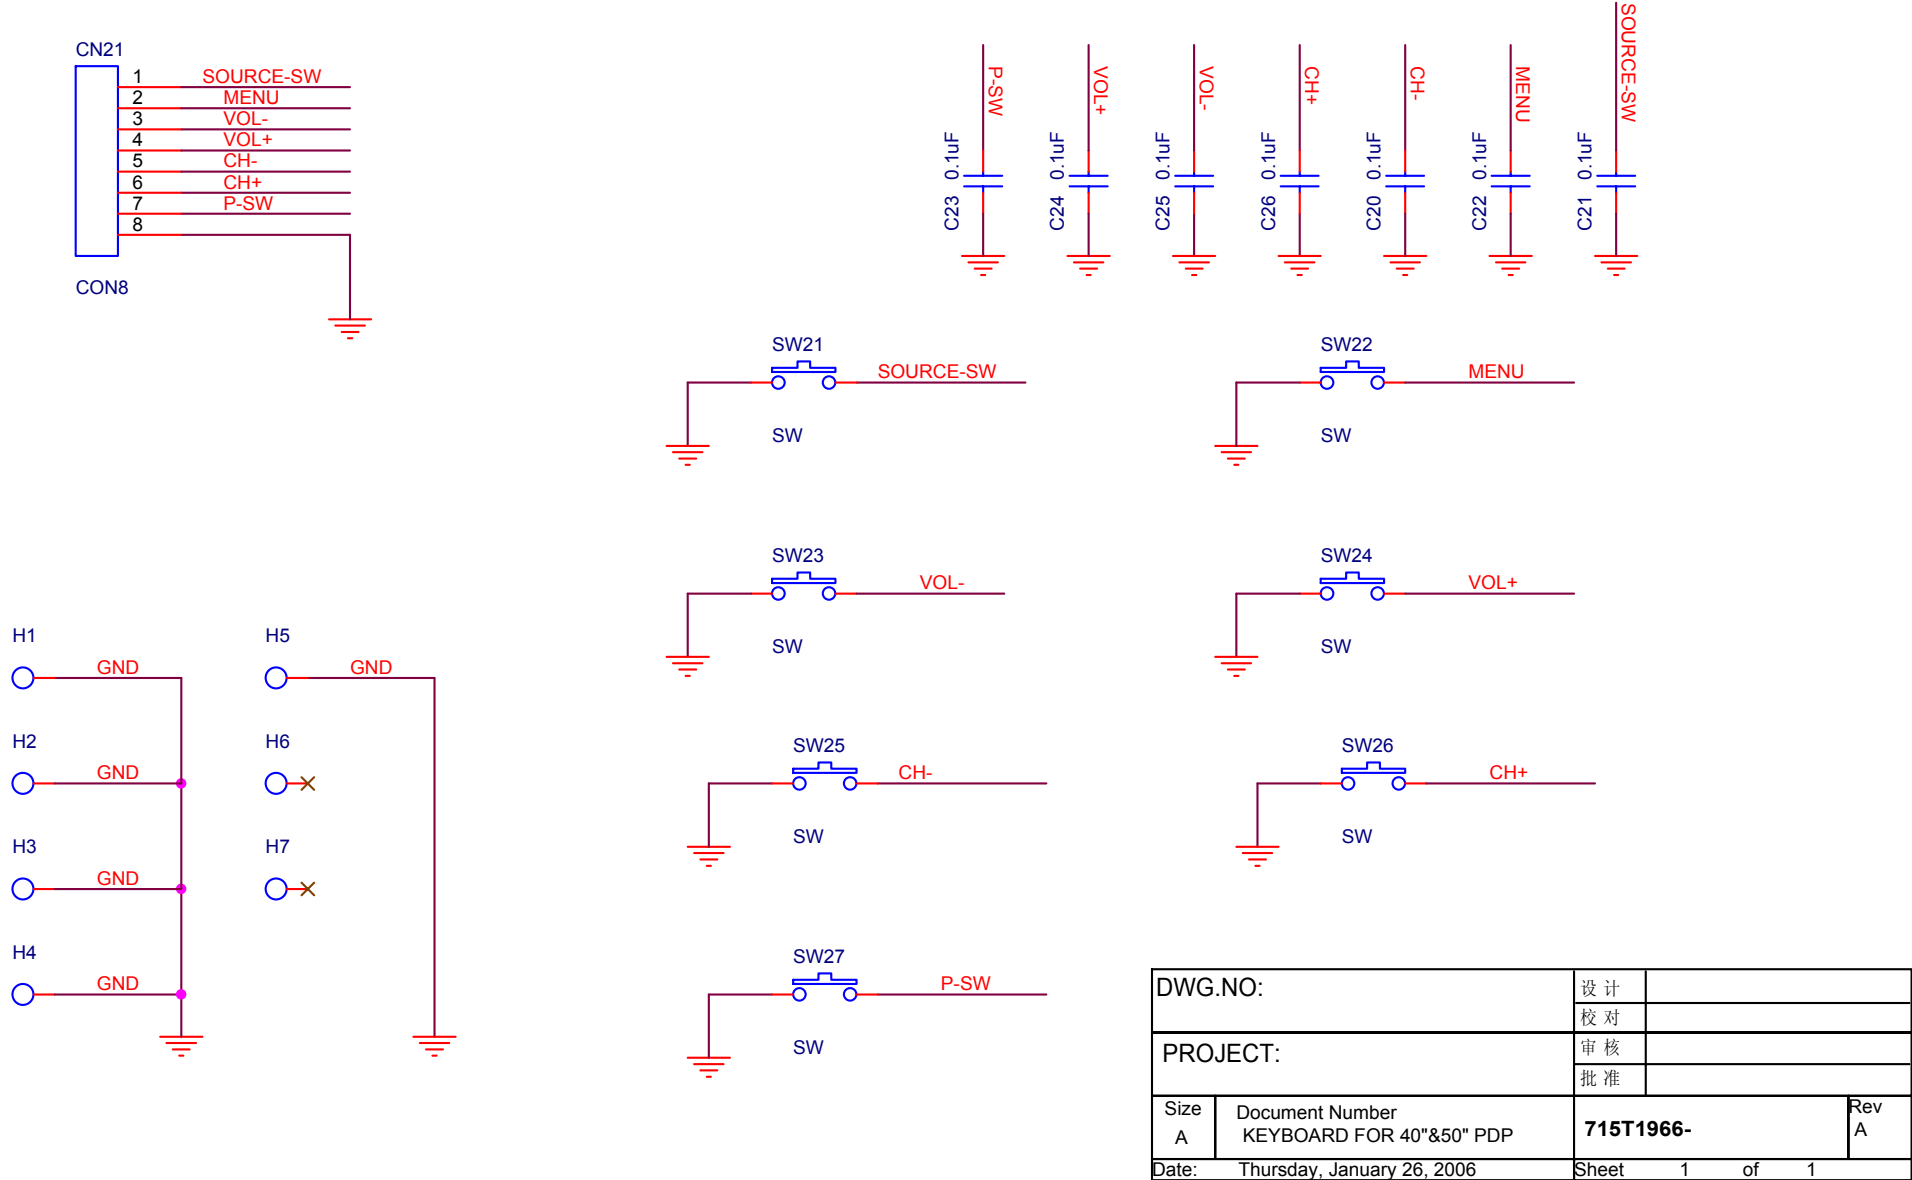 CN21
1 SOURCE-SW
2 MENU
3 VOL-
4 VOL+
5 CH-
6 CH+
7 P-SW
8
CON8
P-SW
VOL+
VOL-
CH+
CH-
MENU
SOURCE-SW
C23 0.1uF
C24 0.1uF
C25 0.1uF
C26 0.1uF
C20 0.1uF
C22 0.1uF
C21 0.1uF
SW21
SOURCE-SW
SW
SW22
MENU
SW
SW23
VOL-
SW
SW24
VOL+
SW
H1
GND
H2
GND
H3
GND
H4
GND
H5
GND
H6
H7
SW25
CH-
SW
SW26
CH+
SW
SW27
P-SW
SW
DWG.NO:
设 计
校 对
PROJECT:
审 核
批 准
Size
A
Document Number
KEYBOARD FOR 40"&50" PDP
715T1966-
Rev
A
Date: Thursday, January 26, 2006
Sheet 1 of 1